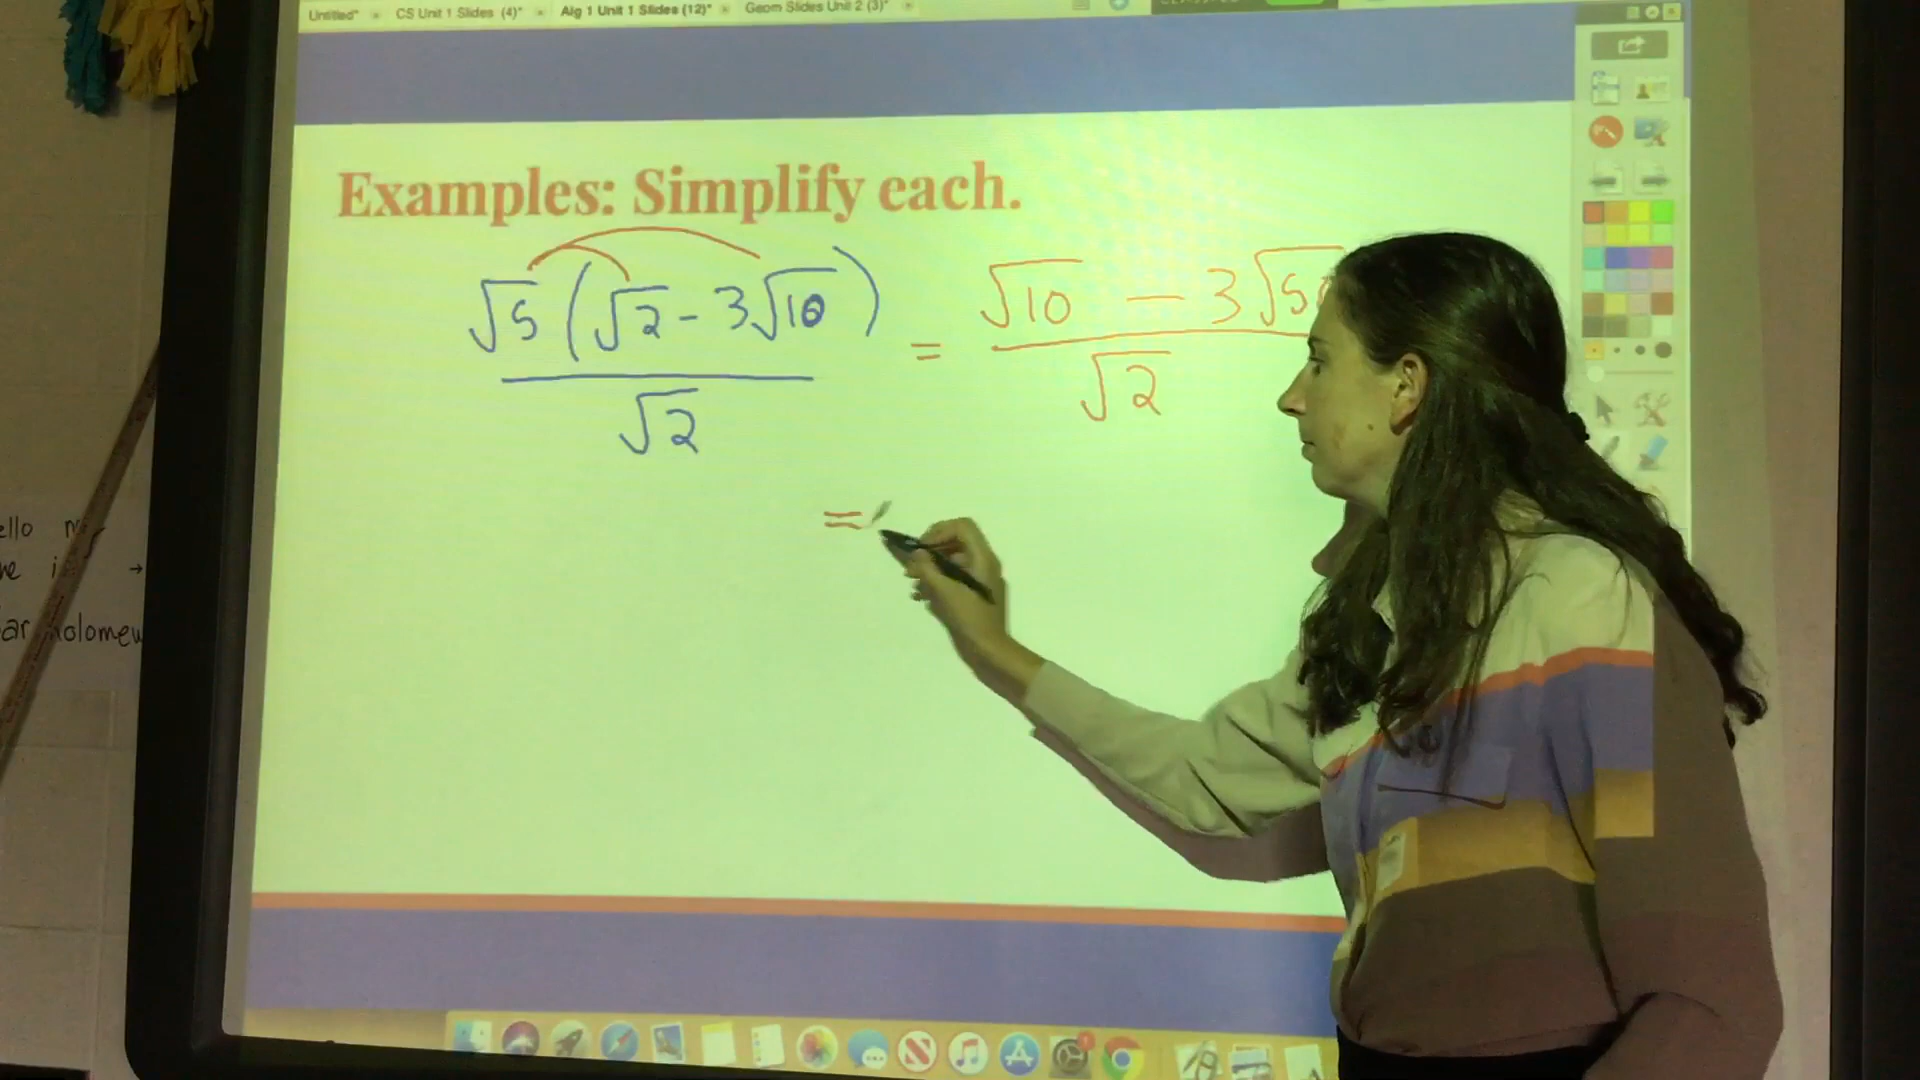 Untitled* CS Unit 1 Slides (4)* Alg 1 Unit 1 Slides (12)* Geom Slides Unit 2 (3)*
Examples: Simplify each.
√5(√2-3√10) = √10 - 3√5
√2 √2
=